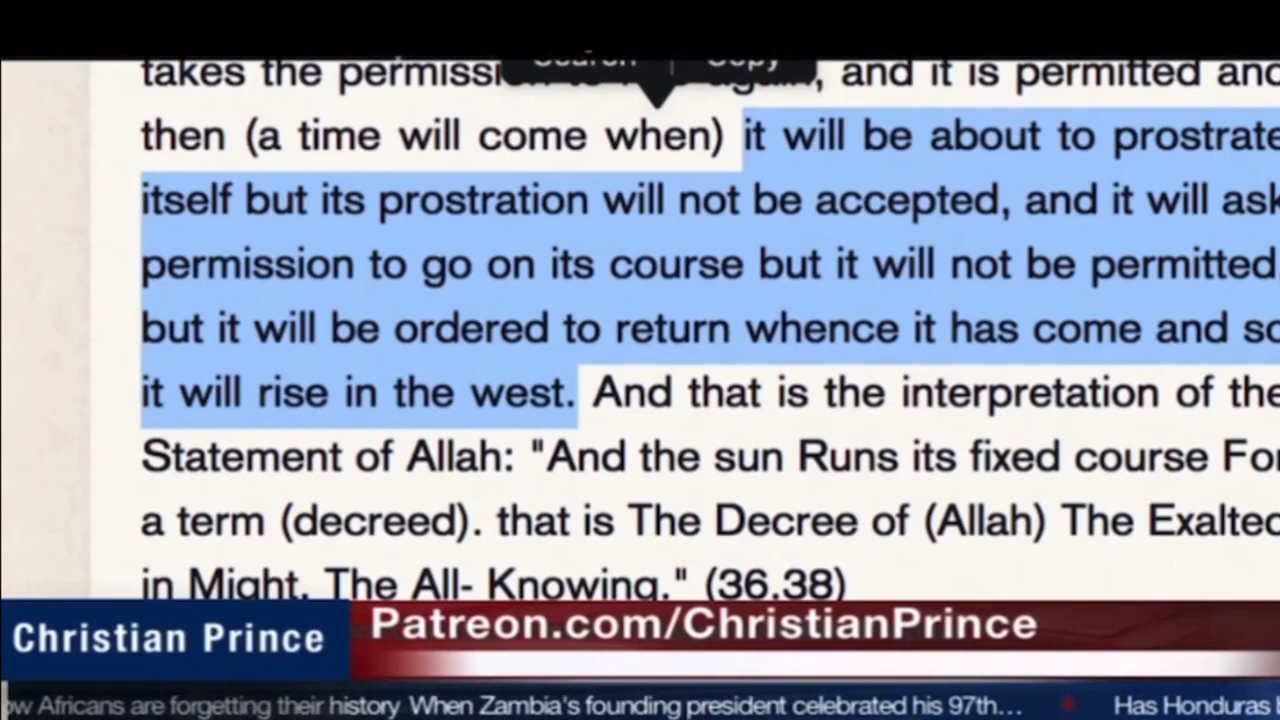 takes the permission again, and it is permitted and
then (a time will come when) it will be about to prostrate
itself but its prostration will not be accepted, and it will ask
permission to go on its course but it will not be permitted,
but it will be ordered to return whence it has come and so
it will rise in the west. And that is the interpretation of the
Statement of Allah: "And the sun Runs its fixed course For
a term (decreed). that is The Decree of (Allah) The Exalted
in Might, The All- Knowing." (36.38)
Christian Prince
Patreon.com/ChristianPrince
ow Africans are forgetting their history When Zambia's founding president celebrated his 97th... Has Honduras